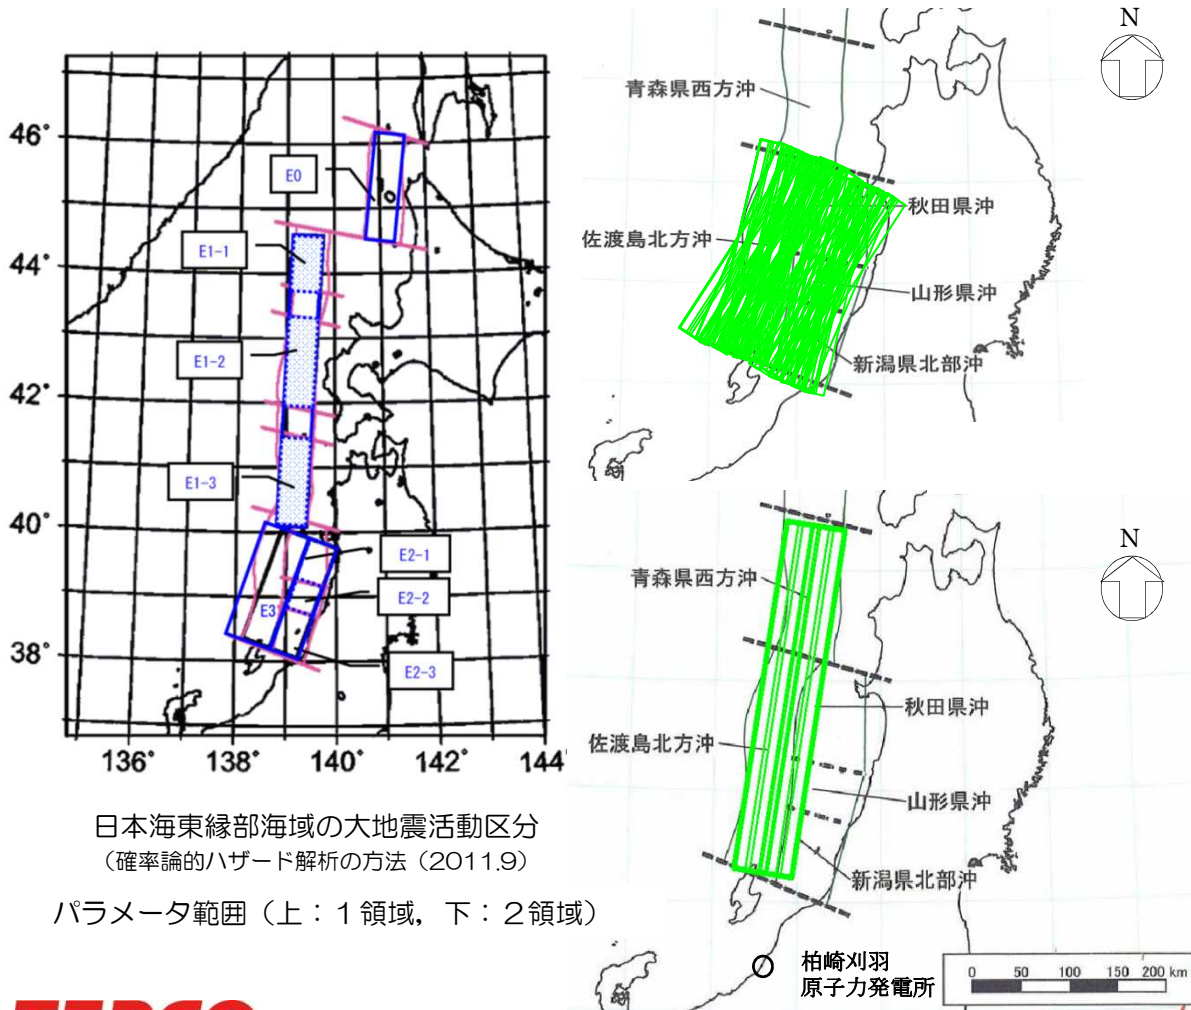 46°
44°
42°
40°
38°
136°
138°
140°
142°
144°
E0
E1-1
E1-2
E1-3
E2-1
E2-2
E3
E2-3
日本海東縁部海域の大地震活動区分
（確率論的ハザード解析の方法（2011.9）
パラメータ範囲（上：１領域，下：２領域）
N
青森県西方沖
秋田県沖
佐渡島北方沖
山形県沖
新潟県北部沖
N
青森県西方沖
秋田県沖
佐渡島北方沖
山形県沖
新潟県北部沖
柏崎刈羽
原子力発電所
0 50 100 150 200 km